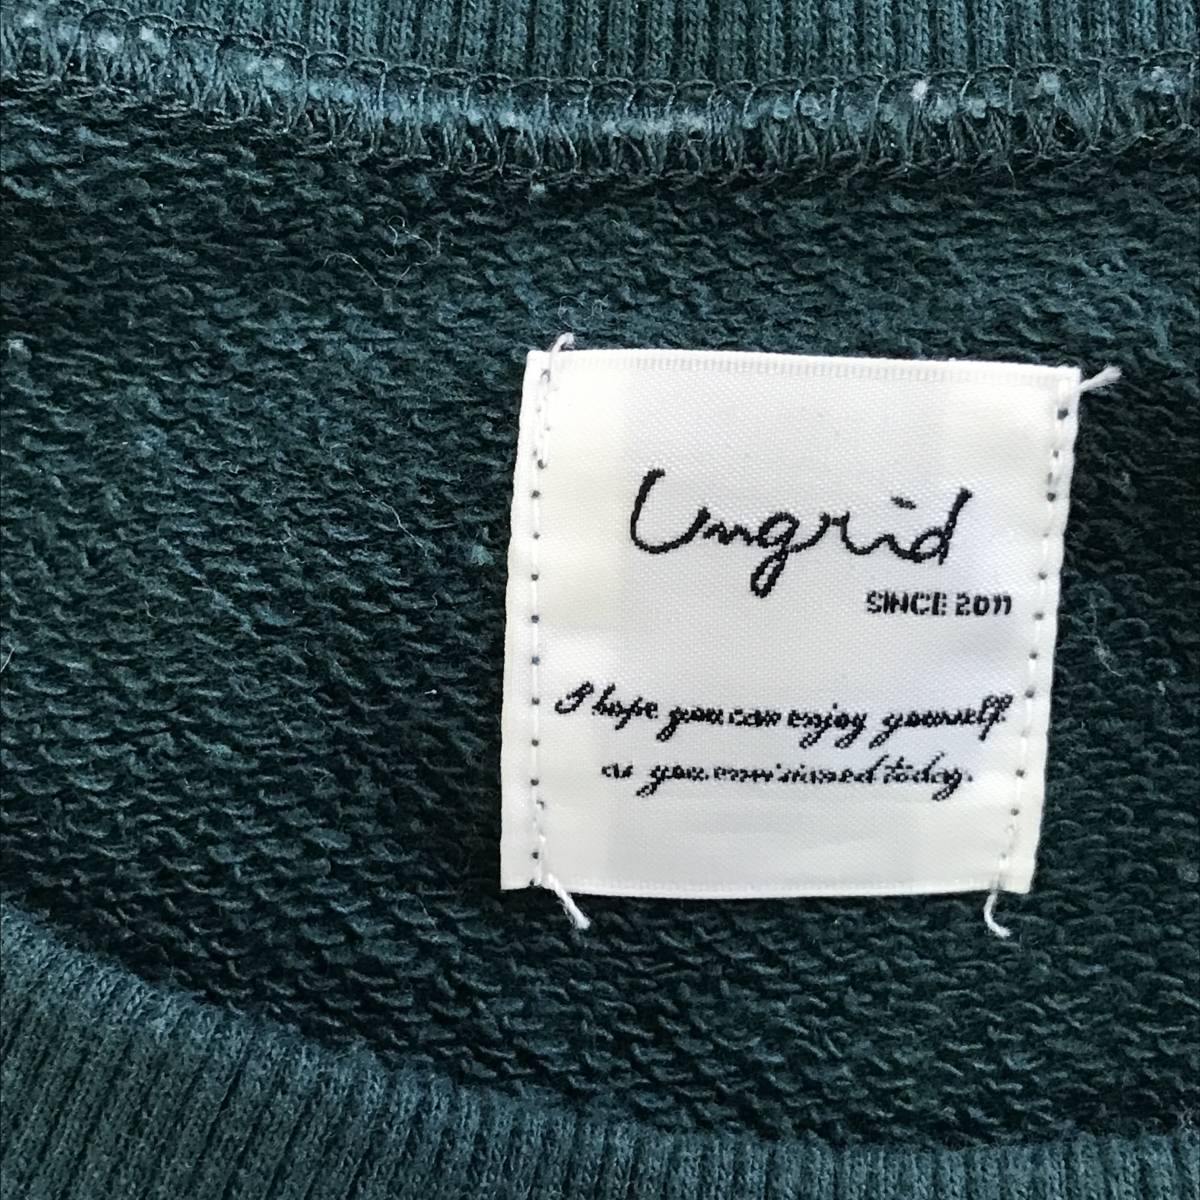 Ungrid
SINCE 2011
I hope you can enjoy yourself.
as you envisioned today.